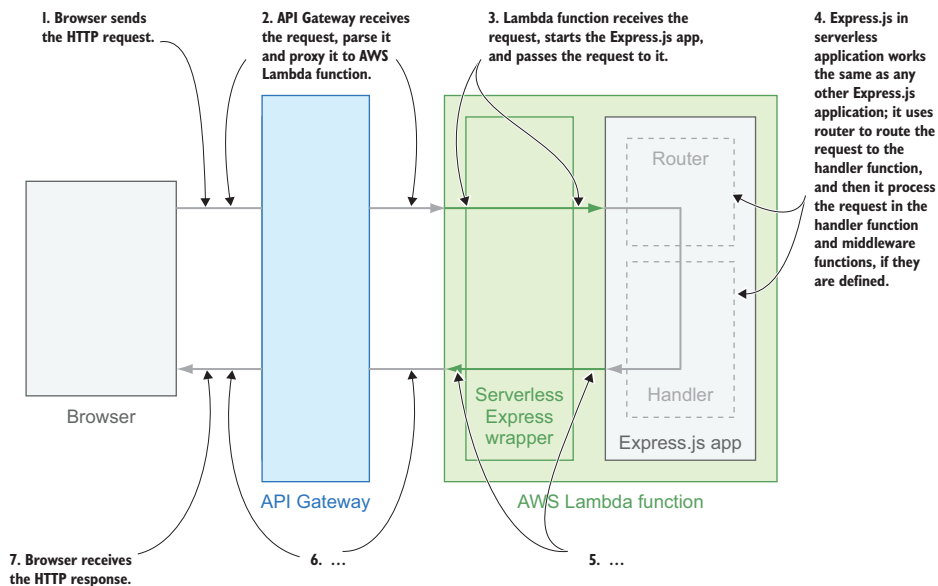 1. Browser sends
the HTTP request.
2. API Gateway receives
the request, parse it
and proxy it to AWS
Lambda function.
3. Lambda function receives the
request, starts the Express.js app,
and passes the request to it.
4. Express.js in
serverless
application works
the same as any
other Express.js
application; it uses
router to route the
request to the
handler function,
and then it process
the request in the
handler function
and middleware
functions, if they
are defined.
Router
Handler
Serverless
Express
wrapper
Express.js app
Browser
API Gateway
AWS Lambda function
7. Browser receives
the HTTP response.
6. ...
5. ...